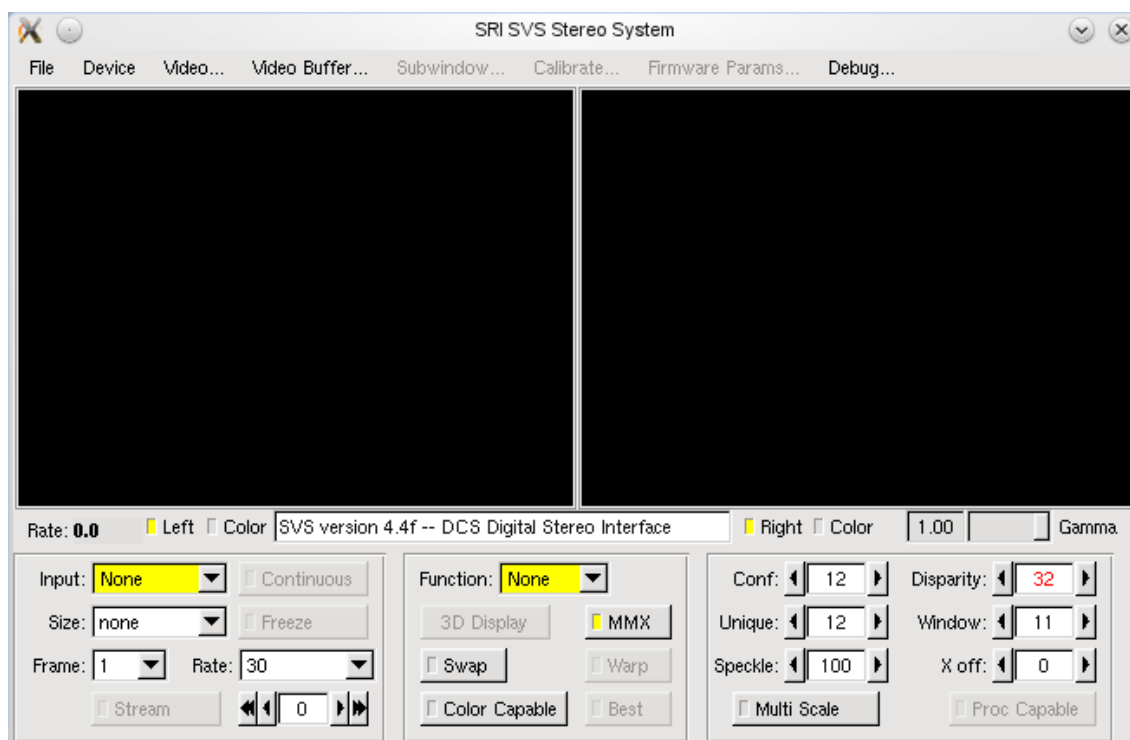 SRI SVS Stereo System
File Device Video... Video Buffer... Subwindow... Calibrate... Firmware Params... Debug...
Rate: 0.0 Left Color SVS version 4.4f -- DCS Digital Stereo Interface Right Color 1.00 Gamma
Input: None Continuous Function: None Conf: 12 Disparity: 32
Size: none Freeze 3D Display MMX Unique: 12 Window: 11
Frame: 1 Rate: 30 Swap Warp Speckle: 100 X off: 0
Stream 0 Color Capable Best Multi Scale Proc Capable